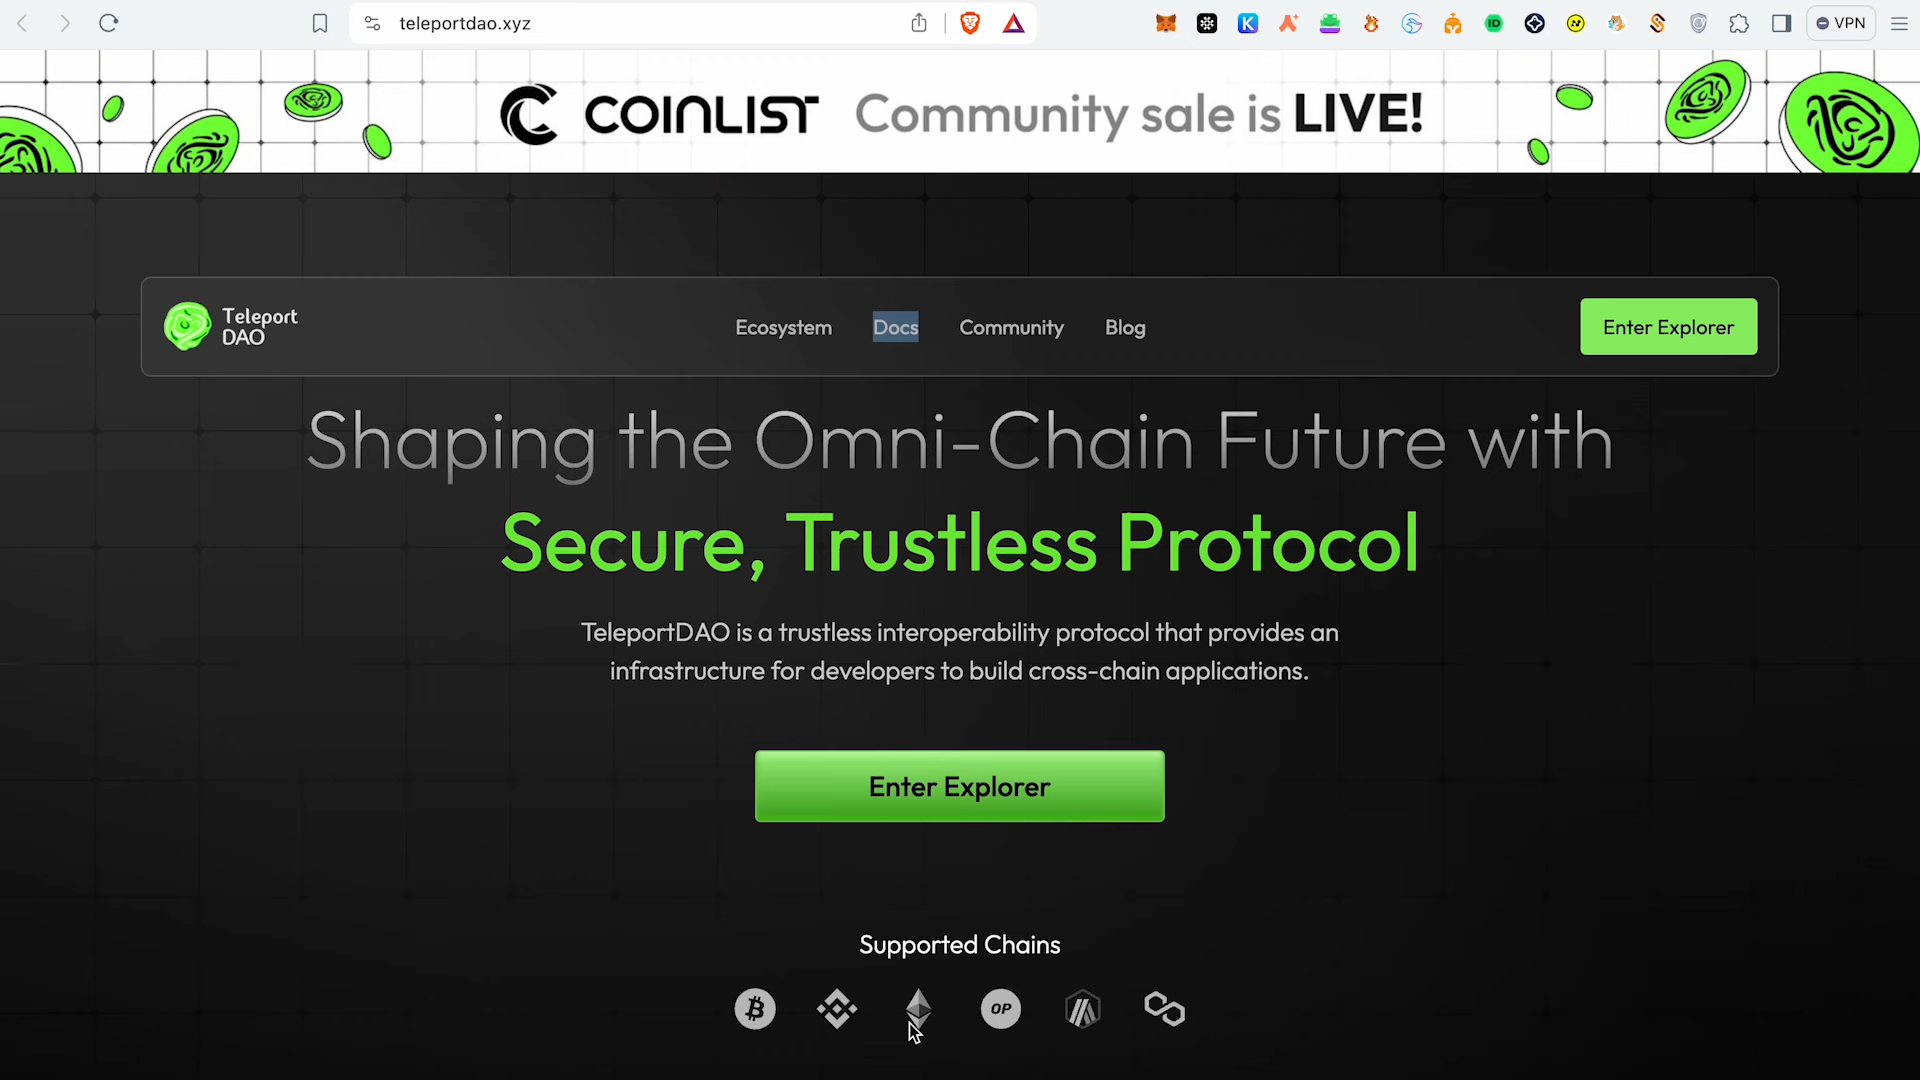 teleportdao.xyz
VPN
COINLIST Community sale is LIVE!
Teleport
DAO
Ecosystem Docs Community Blog
Enter Explorer
Shaping the Omni-Chain Future with
Secure, Trustless Protocol
TeleportDAO is a trustless interoperability protocol that provides an
infrastructure for developers to build cross-chain applications.
Enter Explorer
Supported Chains
OP